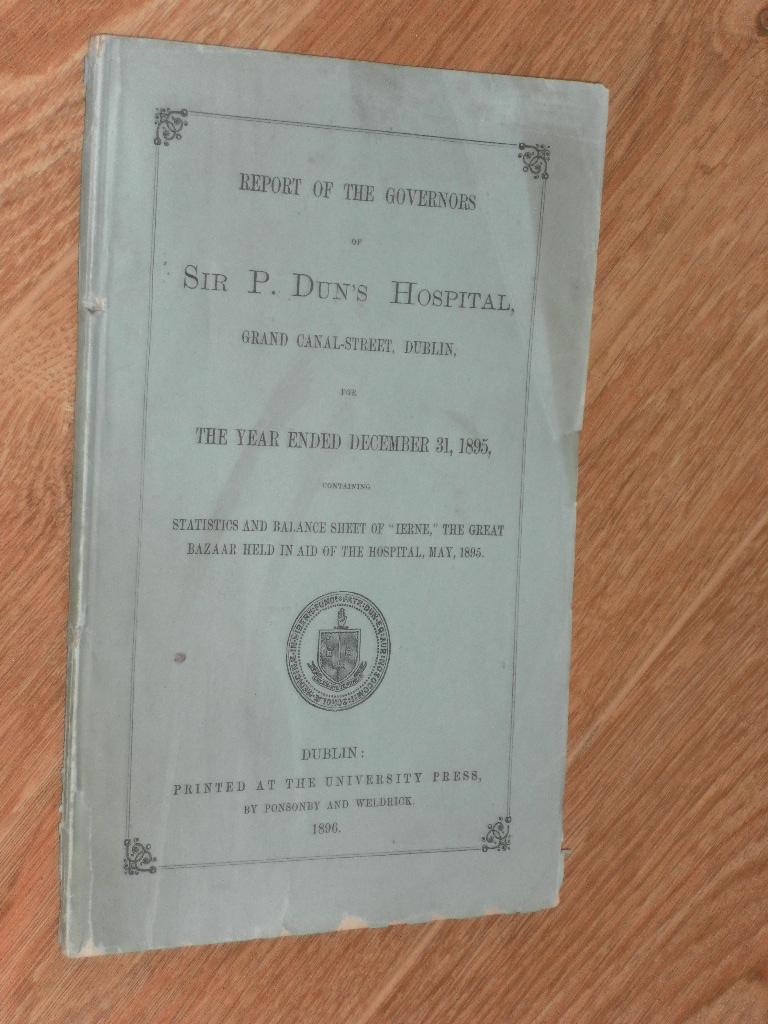 REPORT OF THE GOVERNORS
OF
SIR P. DUN'S HOSPITAL,
GRAND CANAL-STREET, DUBLIN,
FOR
THE YEAR ENDED DECEMBER 31, 1895,
CONTAINING
STATISTICS AND BALANCE SHEET OF "IERNE," THE GREAT
BAZAAR HELD IN AID OF THE HOSPITAL, MAY, 1895.
DUBLIN:
PRINTED AT THE UNIVERSITY PRESS,
BY PONSONBY AND WELDRICK.
1896.